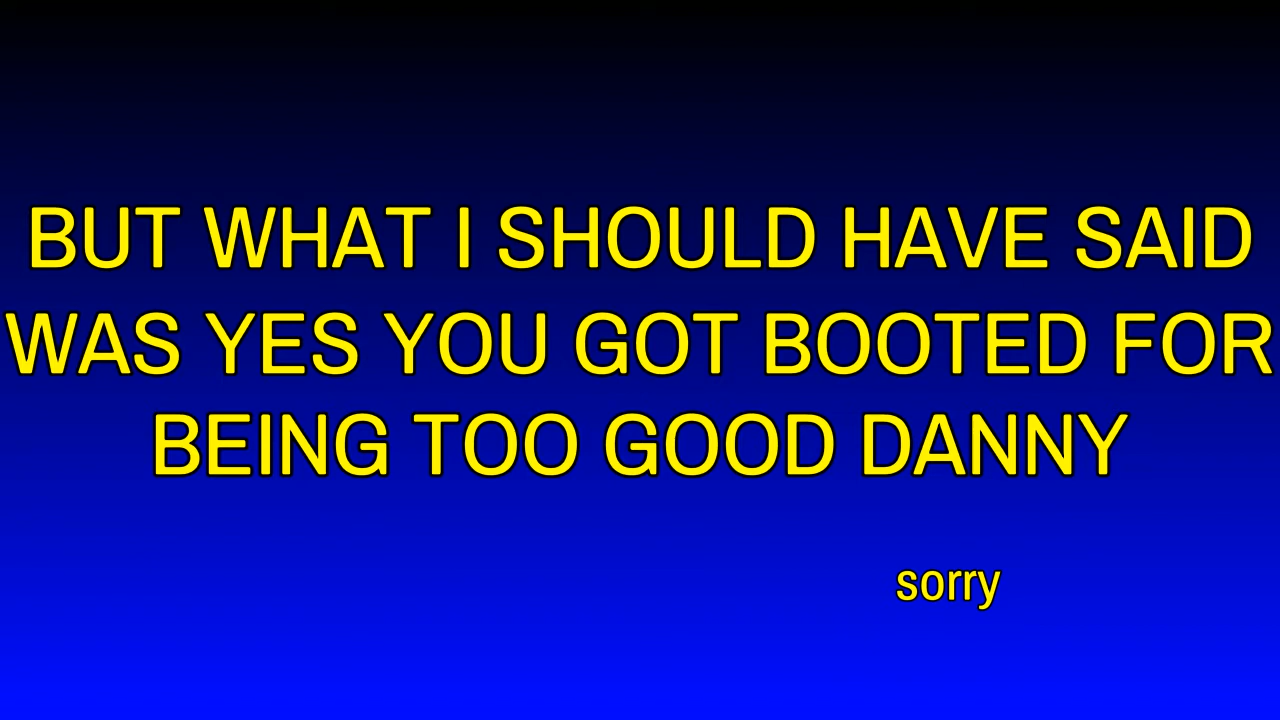 BUT WHAT I SHOULD HAVE SAID
WAS YES YOU GOT BOOTED FOR
BEING TOO GOOD DANNY
sorry